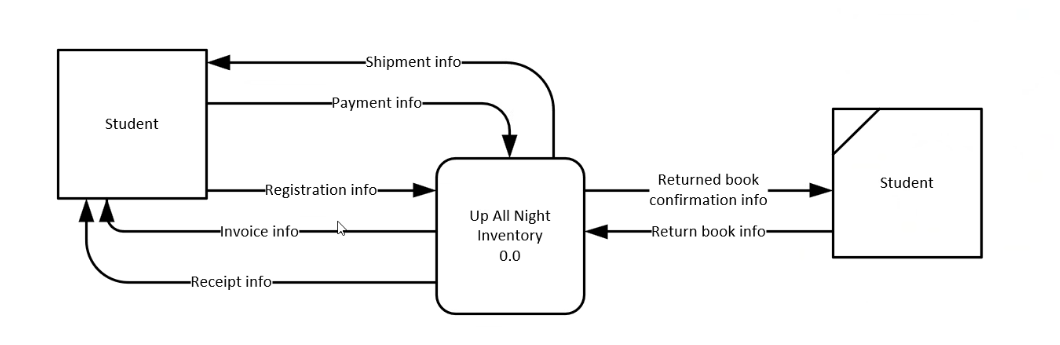 Shipment info
Payment info
Student
Registration info
Invoice info
Receipt info
Up All Night
Inventory
0.0
Returned book
confirmation info
Return book info
Student